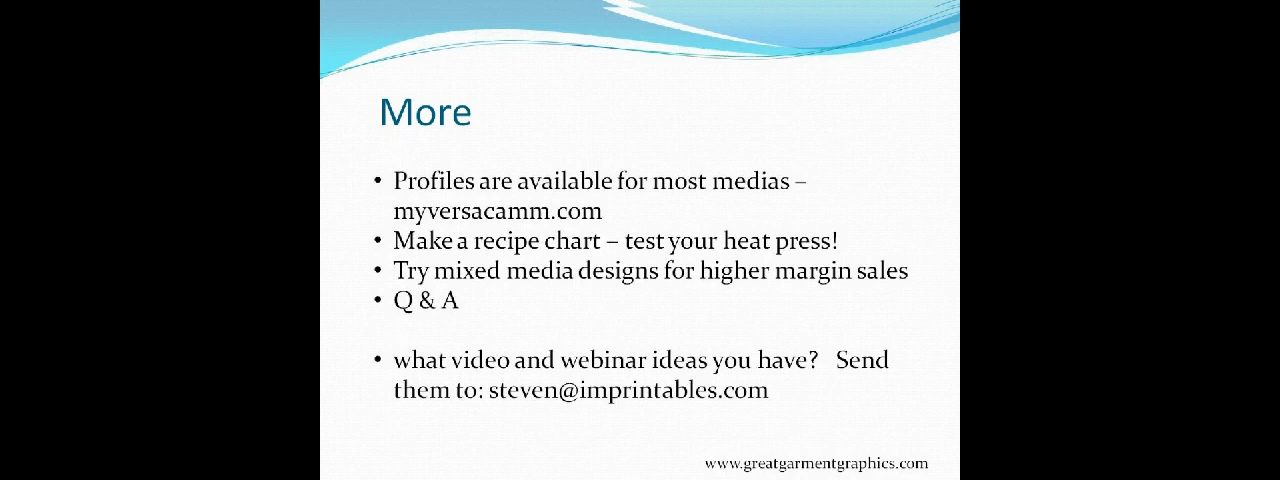 More
• Profiles are available for most medias –
myversacamm.com
• Make a recipe chart – test your heat press!
• Try mixed media designs for higher margin sales
• Q & A
• what video and webinar ideas you have? Send
them to: steven@imprintables.com
www.greatgarmentgraphics.com